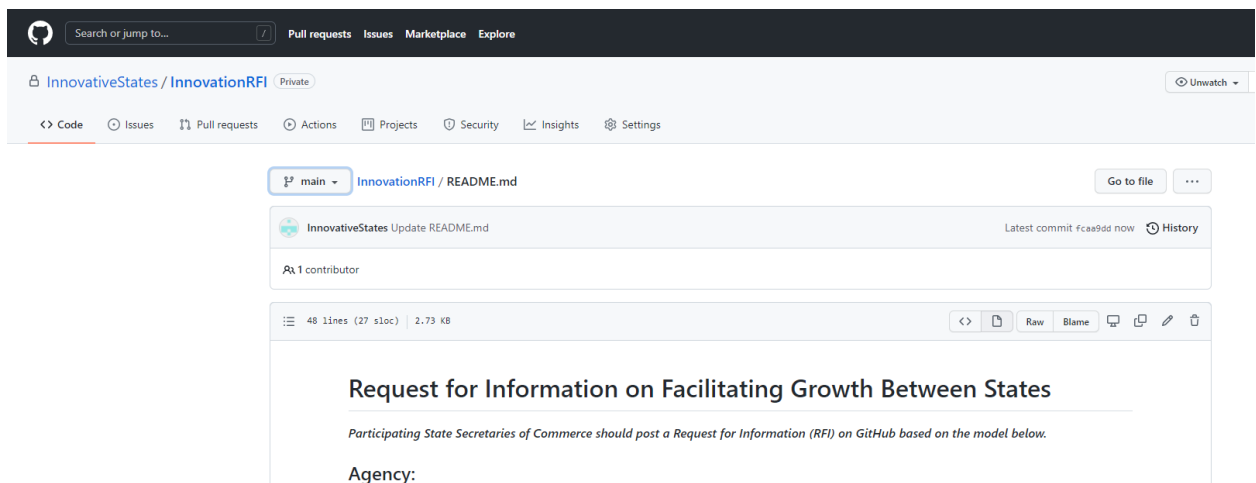 Search or jump to... / Pull requests Issues Marketplace Explore
InnovativeStates / InnovationRFI Private Unwatch
<> Code Issues Pull requests Actions Projects Security Insights Settings
main InnovationRFI / README.md Go to file ...
InnovativeStates Update README.md Latest commit fcaa9dd now History
1 contributor
48 lines (27 sloc) | 2.73 KB <> Raw Blame
Request for Information on Facilitating Growth Between States
Participating State Secretaries of Commerce should post a Request for Information (RFI) on GitHub based on the model below.
Agency: